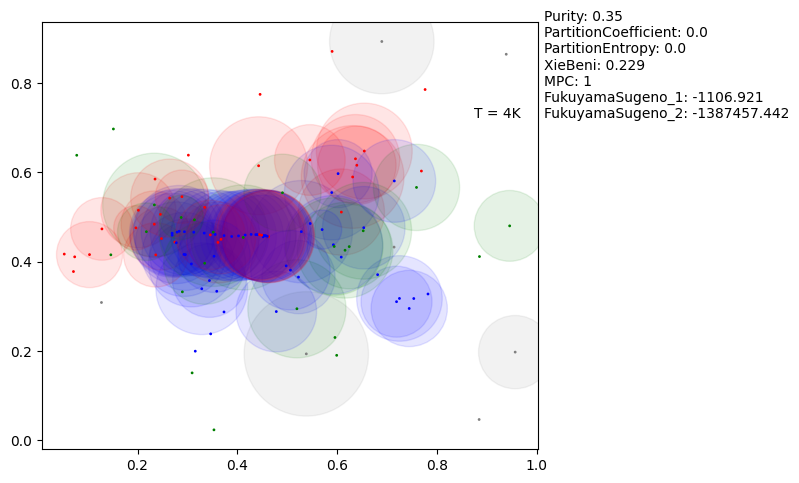 Purity: 0.35
PartitionCoefficient: 0.0
PartitionEntropy: 0.0
XieBeni: 0.229
MPC: 1
FukuyamaSugeno_1: -1106.921
FukuyamaSugeno_2: -1387457.442
T = 4K
0.8
0.6
0.4
0.2
0.0
0.2 0.4 0.6 0.8 1.0